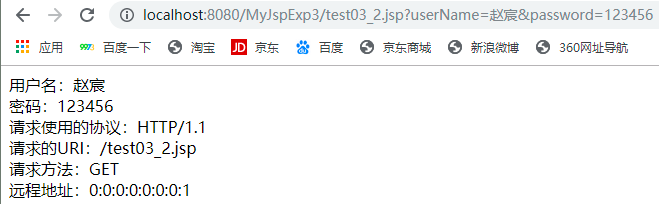 localhost:8080/MyJspExp3/test03_2.jsp?userName=赵宸&password=123456
应用 百度一下 淘宝 JD 京东 百度 京东商城 新浪微博 360网址导航
用户名：赵宸
密码：123456
请求使用的协议：HTTP/1.1
请求的URI：/test03_2.jsp
请求方法：GET
远程地址：0:0:0:0:0:0:0:1